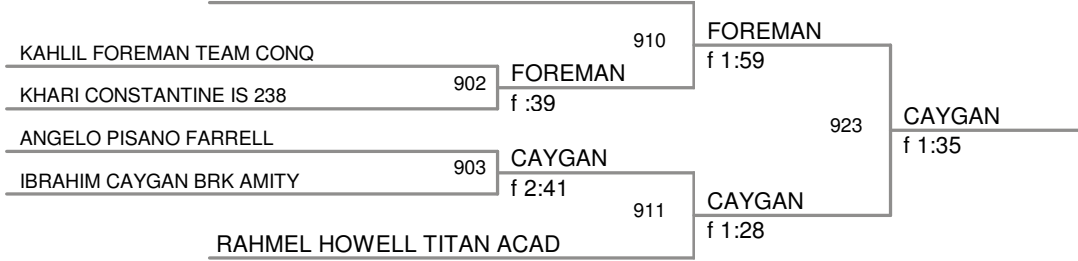 910
FOREMAN
f 1:59
KAHLIL FOREMAN TEAM CONQ
902
FOREMAN
f :39
KHARI CONSTANTINE IS 238
923
CAYGAN
f 1:35
ANGELO PISANO FARRELL
903
CAYGAN
f 2:41
IBRAHIM CAYGAN BRK AMITY
911
CAYGAN
f 1:28
RAHMEL HOWELL TITAN ACAD